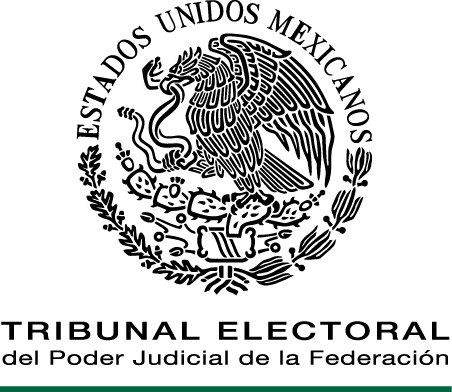 ESTADOS UNIDOS MEXICANOS
TRIBUNAL ELECTORAL
del Poder Judicial de la Federación